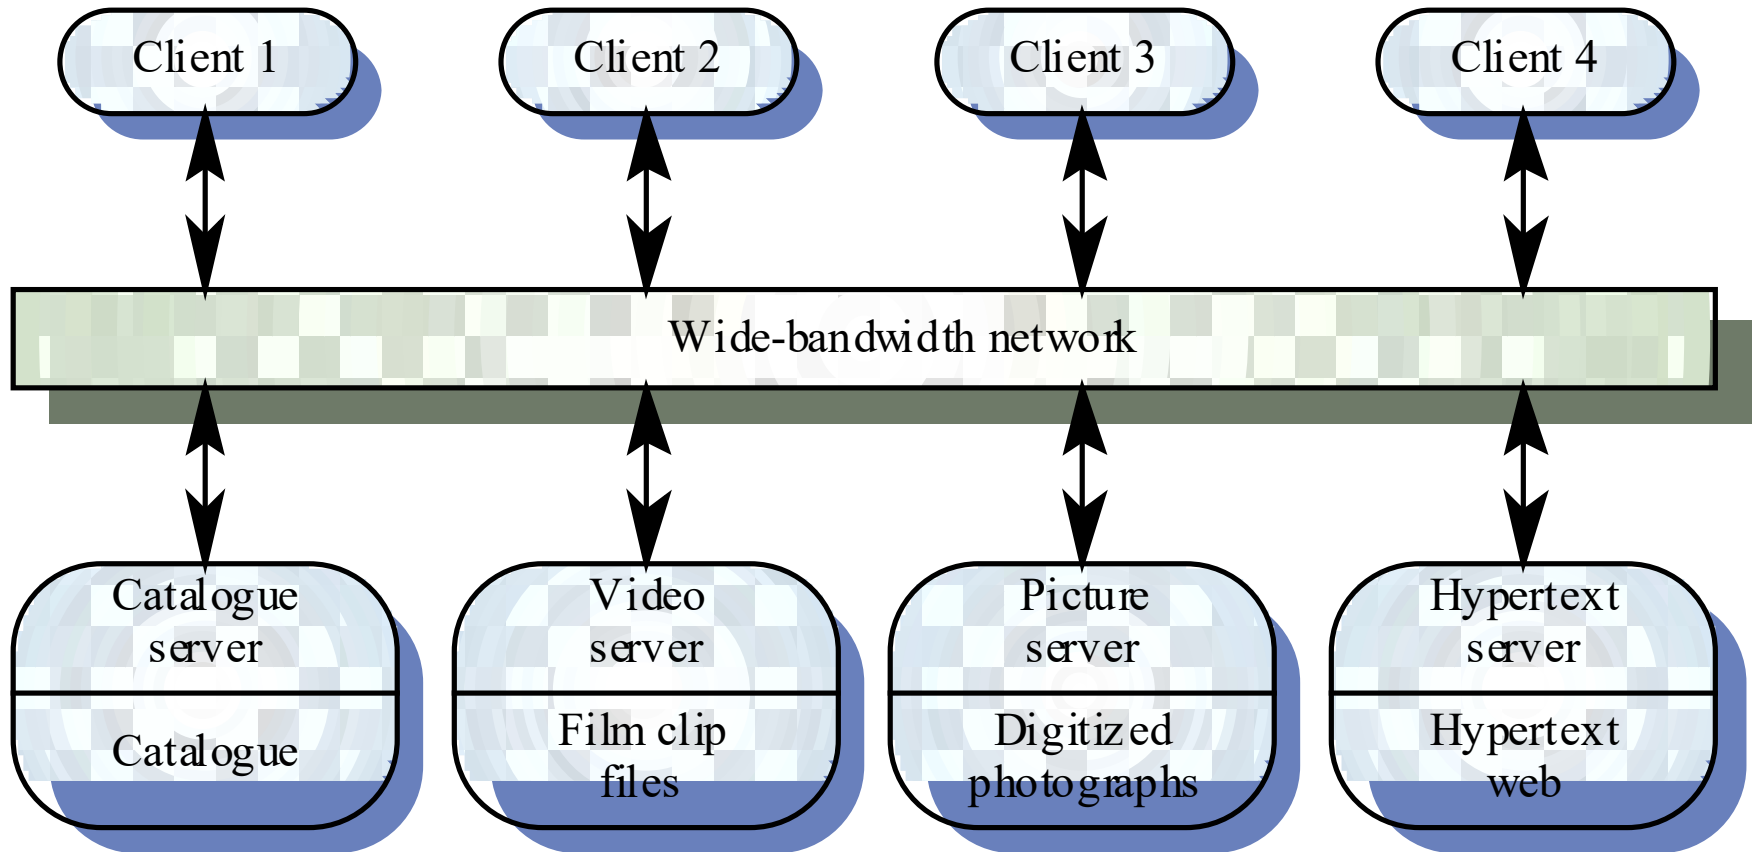 Client 1
Client 2
Client 3
Client 4
Wide-bandwidth network
Catalogue
server
Catalogue
Video
server
Film clip
files
Picture
server
Digitized
photographs
Hypertext
server
Hypertext
web